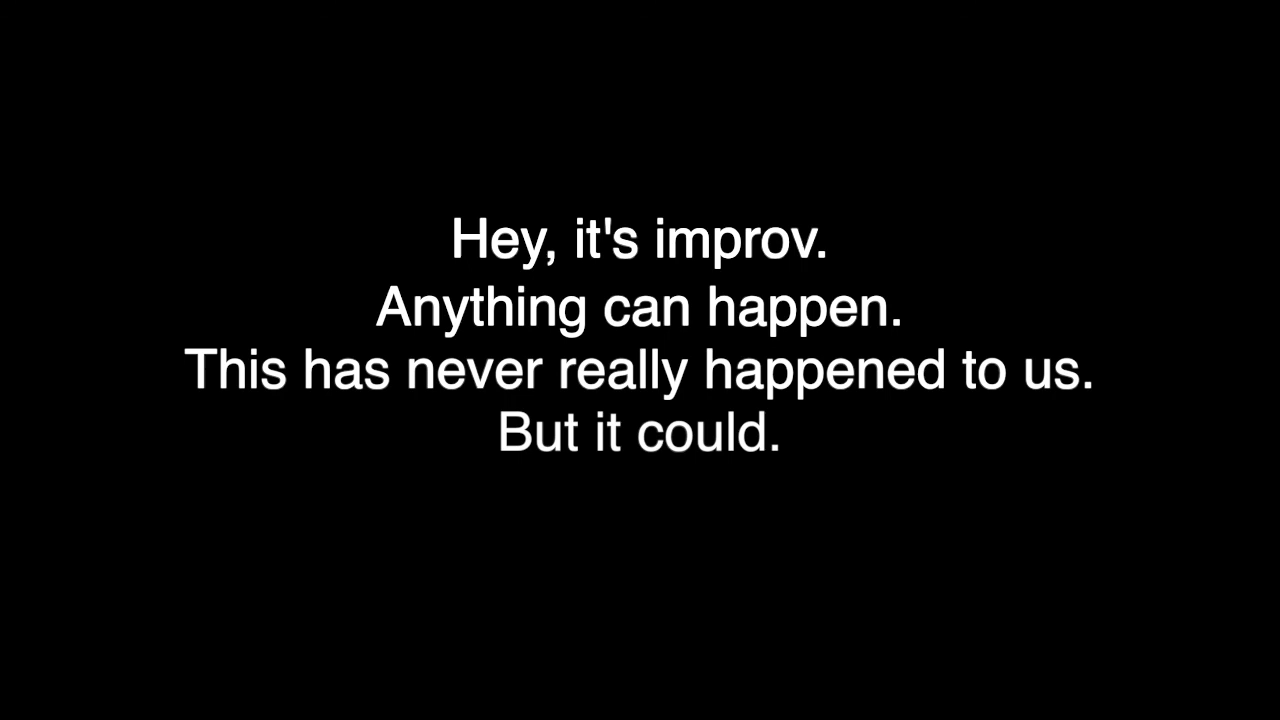 Hey, it's improv.
Anything can happen.
This has never really happened to us.
But it could.